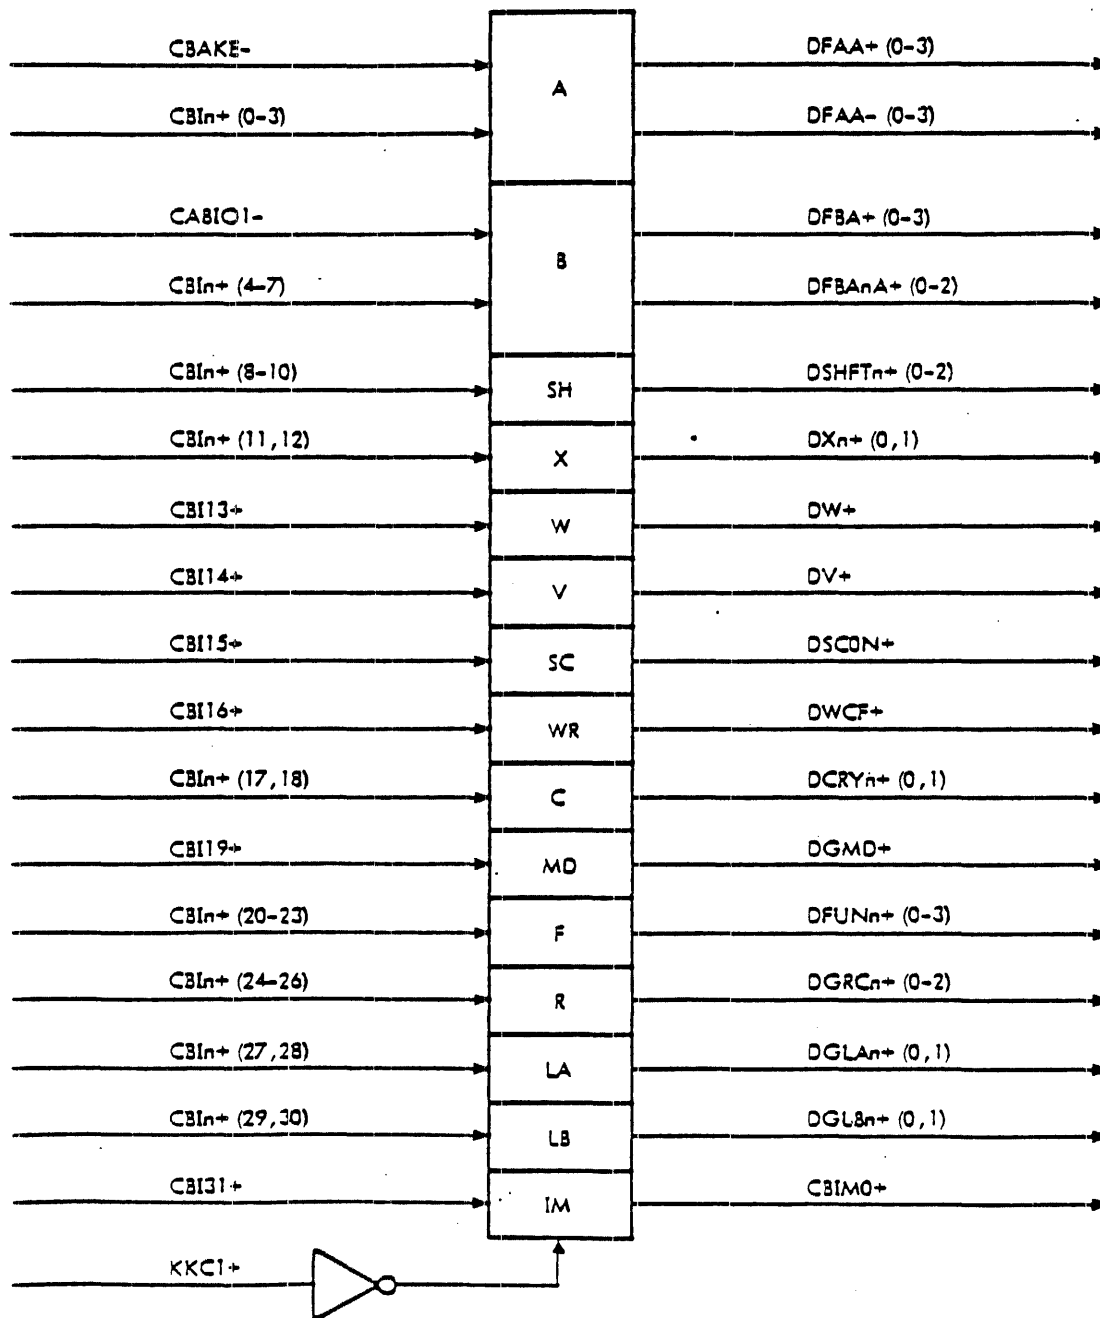 CBAKE-
A
DFAA+ (0-3)
CBIn+ (0-3)
DFAA- (0-3)
CABIO1-
B
DFBA+ (0-3)
CBIn+ (4-7)
DFBAnA+ (0-2)
CBIn+ (8-10)
SH
DSHFTn+ (0-2)
CBIn+ (11,12)
X
DXn+ (0,1)
CBI13+
W
DW+
CBI14+
V
DV+
CBI15+
SC
DSC0N+
CBI16+
WR
DWCF+
CBIn+ (17,18)
C
DCRYn+ (0,1)
CBI19+
MD
DGMD+
CBIn+ (20-23)
F
DFUNn+ (0-3)
CBIn+ (24-26)
R
DGRCn+ (0-2)
CBIn+ (27,28)
LA
DGLAn+ (0,1)
CBIn+ (29,30)
LB
DGLBn+ (0,1)
CBI31+
IM
CBIM0+
KKC1+